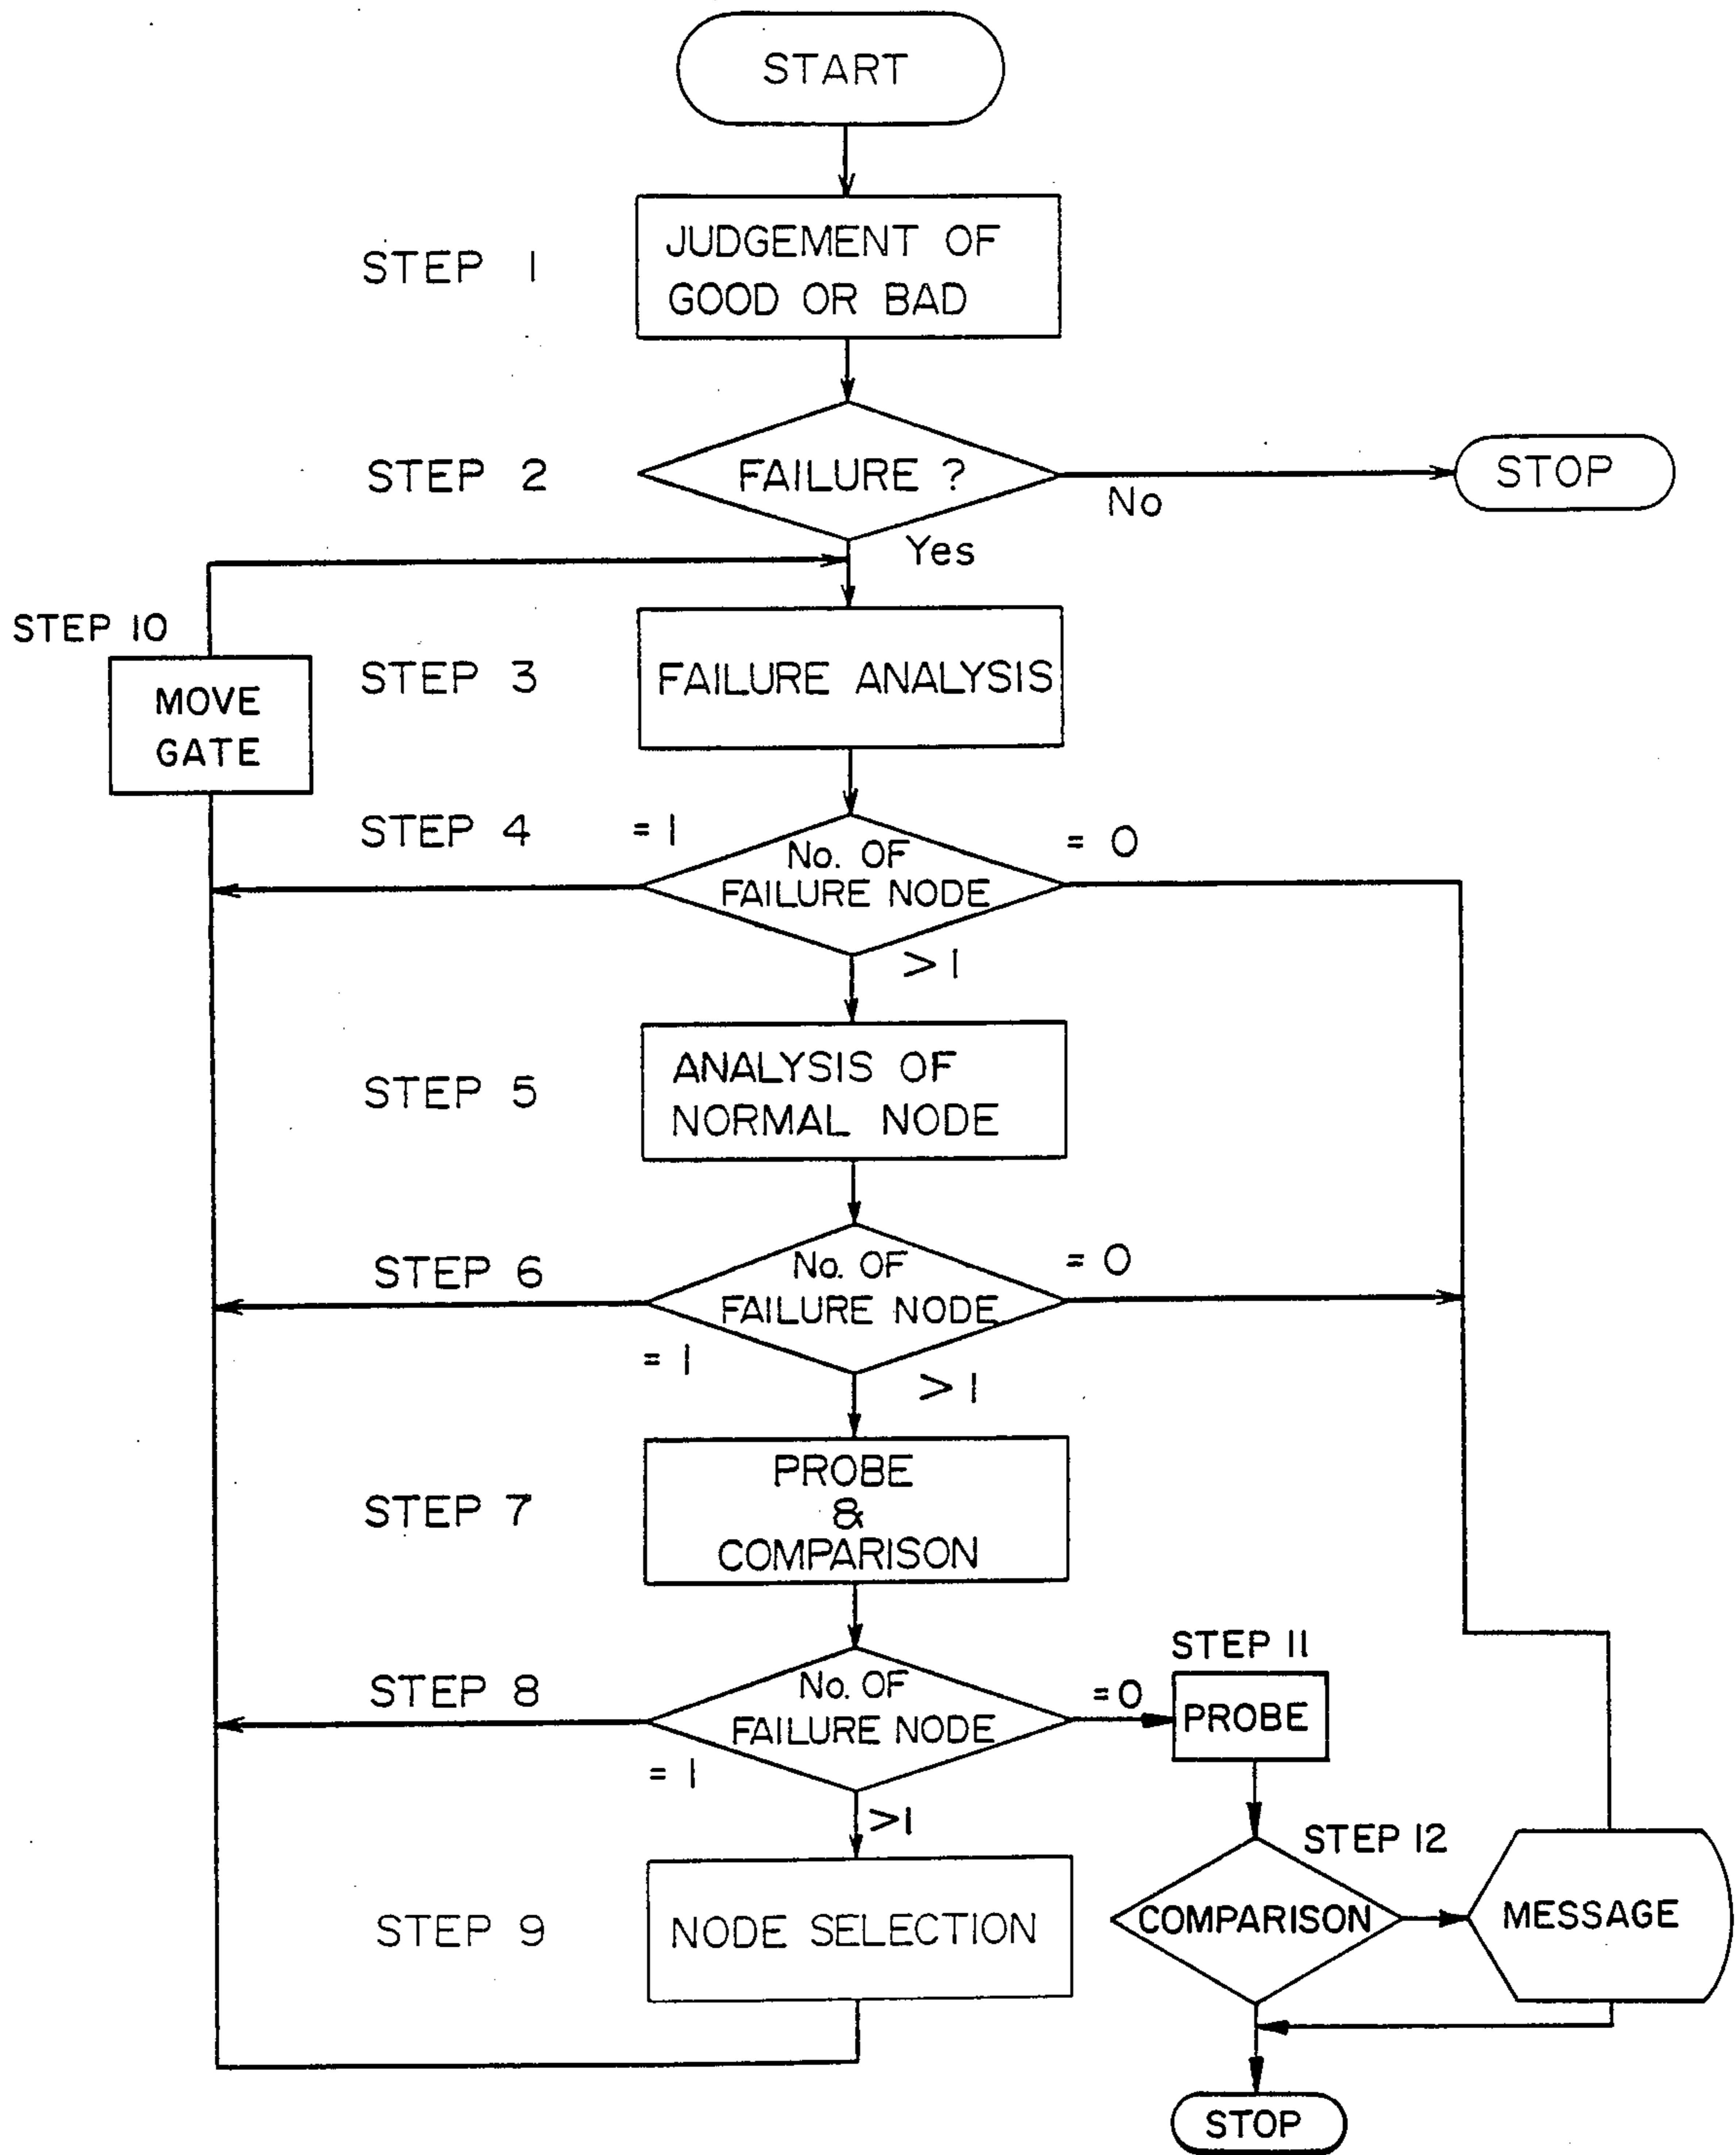 START
STEP 1
JUDGEMENT OF
GOOD OR BAD
STEP 2
FAILURE ?
No
STOP
Yes
STEP 10
MOVE
GATE
STEP 3
FAILURE ANALYSIS
STEP 4
= 1
No. OF
FAILURE NODE
= 0
>1
STEP 5
ANALYSIS OF
NORMAL NODE
STEP 6
No. OF
FAILURE NODE
= 0
= 1
>1
STEP 7
PROBE
&
COMPARISON
STEP 8
No. OF
FAILURE NODE
=0
= 1
>1
STEP 11
PROBE
STEP 12
COMPARISON
MESSAGE
STEP 9
NODE SELECTION
STOP